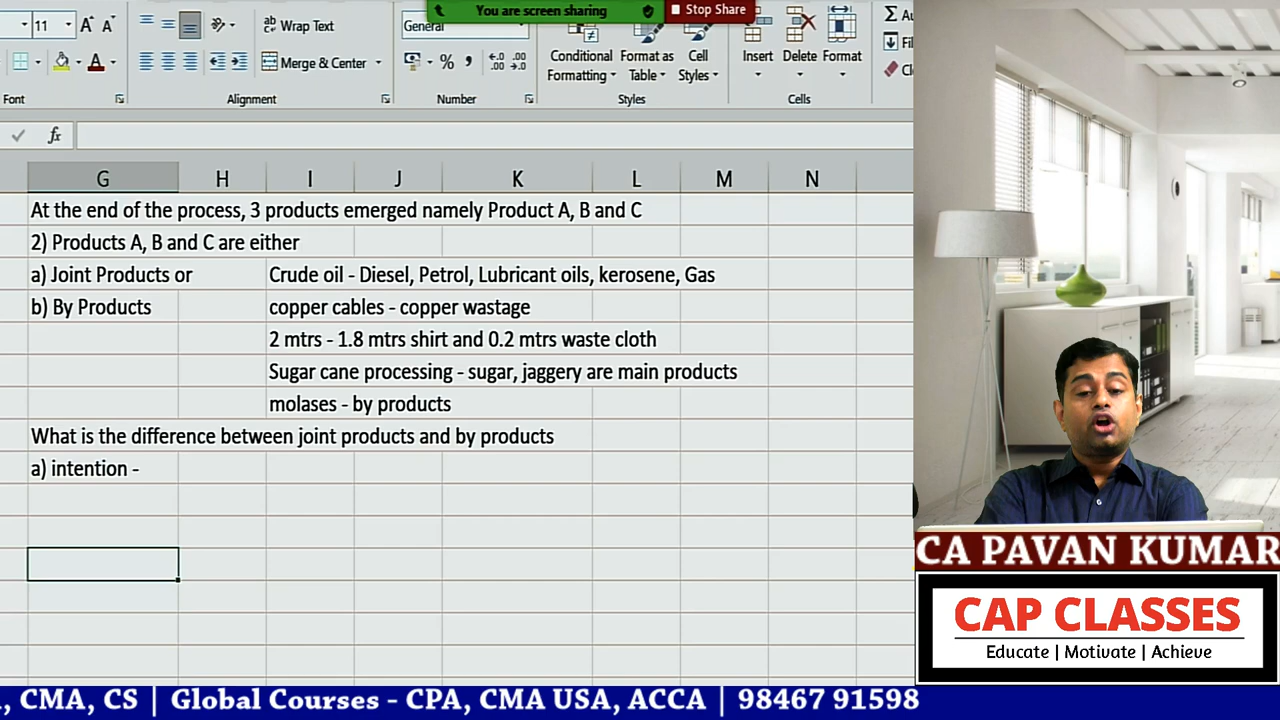 You are screen sharing
Stop Share
11
A A
ab Wrap Text
General
Au
Merge & Center
%
Conditional Formatting
Format as Table
Cell Styles
Insert
Delete
Format
Fil
Cl
Font
Alignment
Number
Styles
Cells
fx
G H I J K L M N
At the end of the process, 3 products emerged namely Product A, B and C
2) Products A, B and C are either
a) Joint Products or Crude oil - Diesel, Petrol, Lubricant oils, kerosene, Gas
b) By Products copper cables - copper wastage
2 mtrs - 1.8 mtrs shirt and 0.2 mtrs waste cloth
Sugar cane processing - sugar, jaggery are main products
molases - by products
What is the difference between joint products and by products
a) intention -
CA PAVAN KUMAR
CAP CLASSES
Educate | Motivate | Achieve
, CMA, CS | Global Courses - CPA, CMA USA, ACCA | 98467 91598